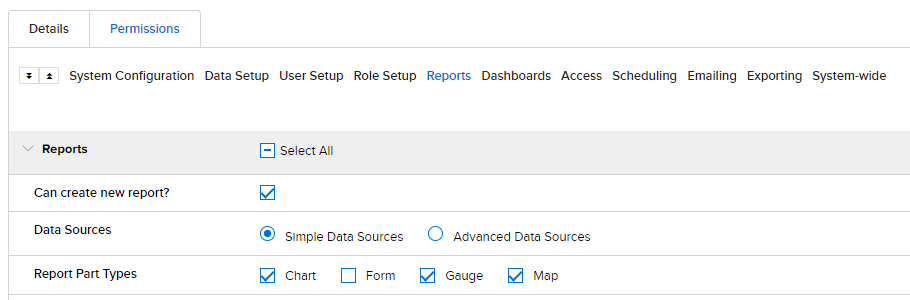 Details Permissions
System Configuration Data Setup User Setup Role Setup Reports Dashboards Access Scheduling Emailing Exporting System-wide
Reports Select All
Can create new report?
Data Sources Simple Data Sources Advanced Data Sources
Report Part Types Chart Form Gauge Map